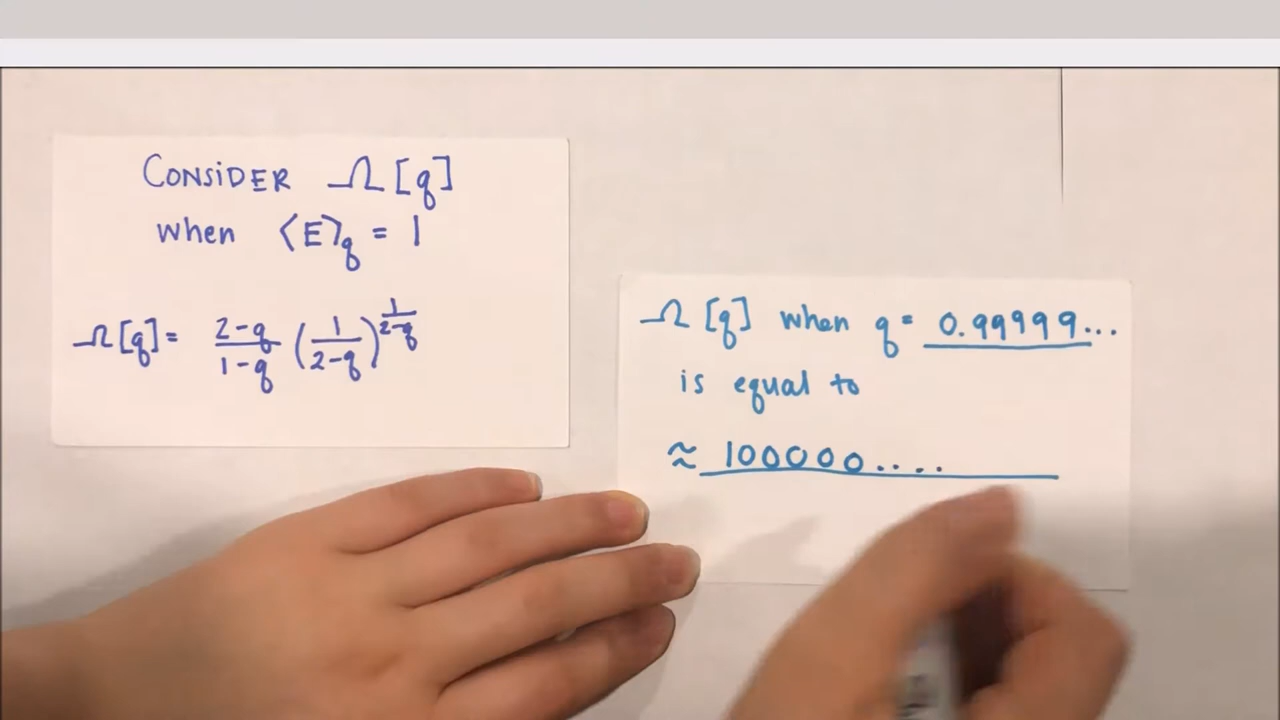 CONSiDER Ω[q]
when ⟨E⟩q = 1
Ω[q]= 2-q/1-q (1/2-q)^1/2-q
Ω [q] when q= 0.99999...
is equal to
≈ 100000....